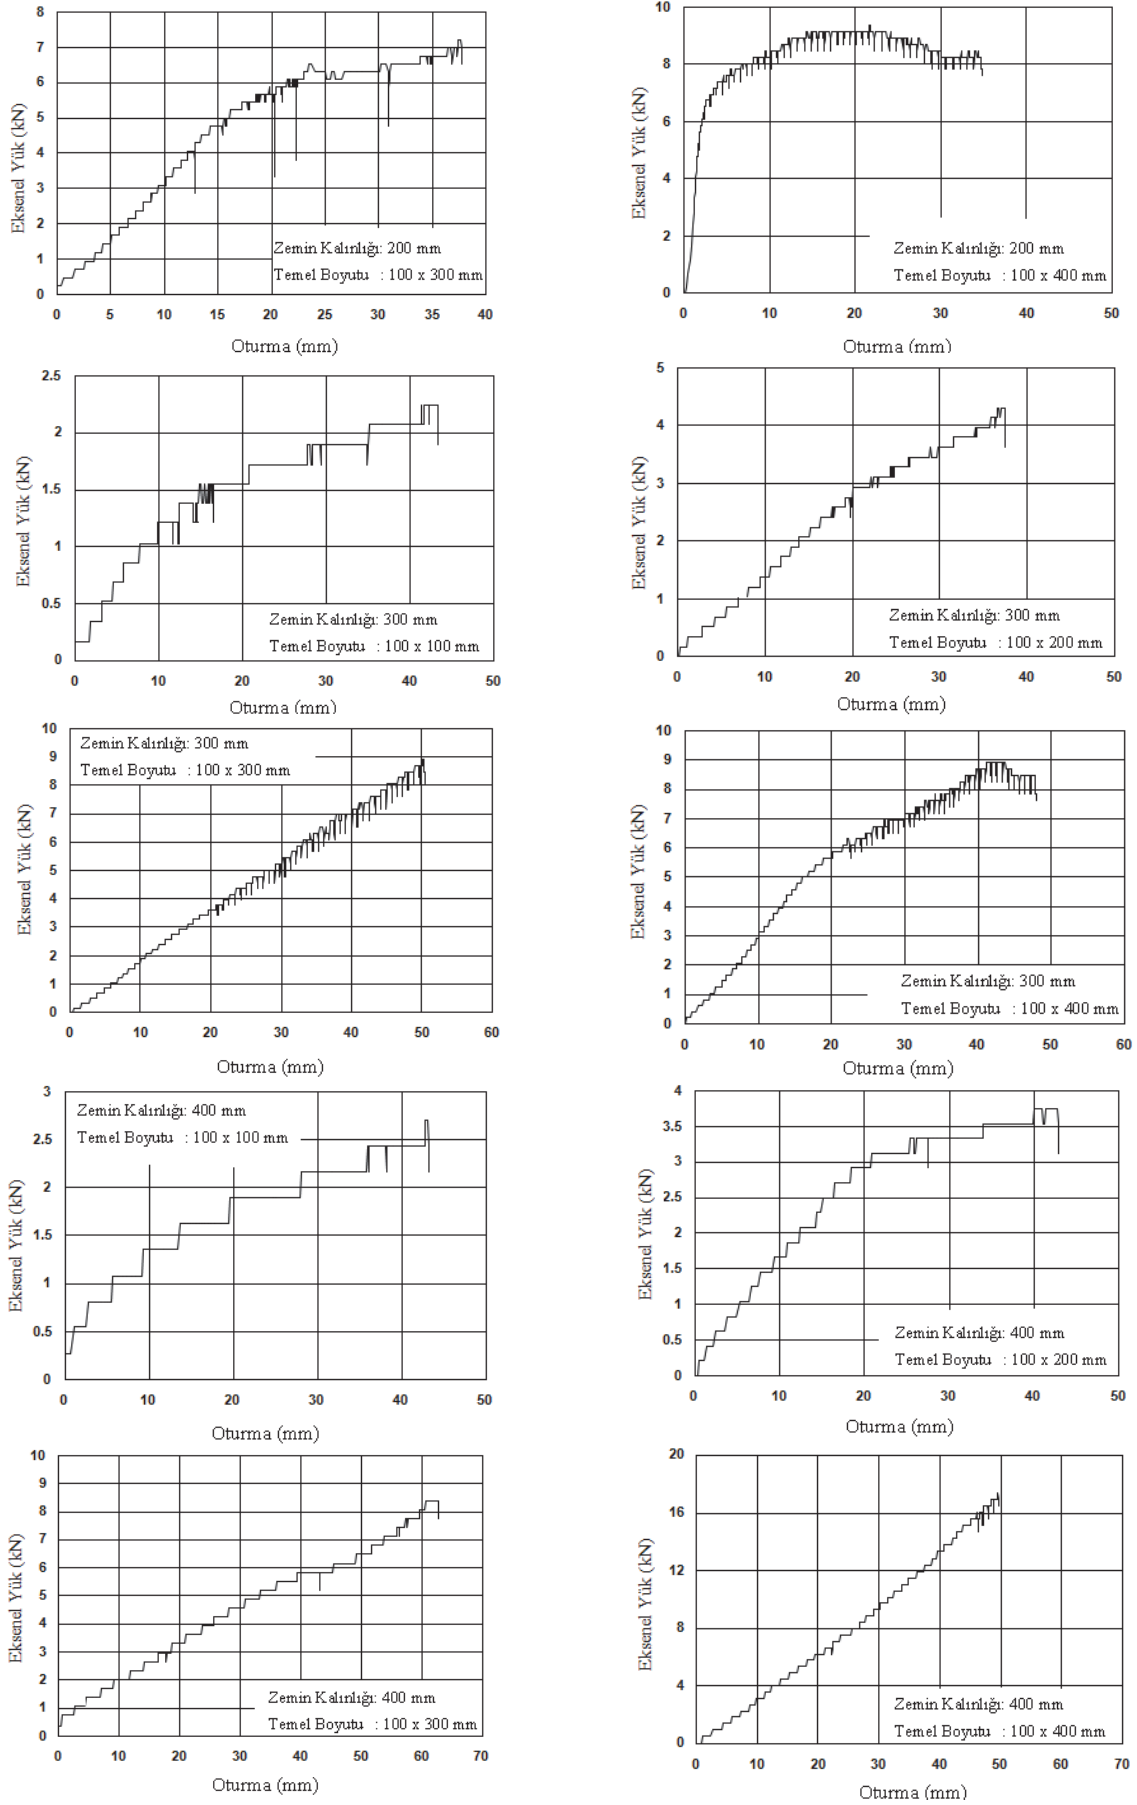 8
7
6
5
4
3
2
1
0
0 5 10 15 20 25 30 35 40
Eksenel Yük (kN)
Zemin Kalınlığı: 200 mm
Temel Boyutu : 100 x 300 mm
Oturma (mm)
10
8
6
4
2
0
0 10 20 30 40 50
Eksenel Yük (kN)
Zemin Kalınlığı: 200 mm
Temel Boyutu : 100 x 400 mm
Oturma (mm)
2.5
2
1.5
1
0.5
0
0 10 20 30 40 50
Eksenel Yük (kN)
Zemin Kalınlığı: 300 mm
Temel Boyutu : 100 x 100 mm
Oturma (mm)
5
4
3
2
1
0
0 10 20 30 40 50
Eksenel Yük (kN)
Zemin Kalınlığı: 300 mm
Temel Boyutu : 100 x 200 mm
Oturma (mm)
10
9
8
7
6
5
4
3
2
1
0
0 10 20 30 40 50 60
Eksenel Yük (kN)
Zemin Kalınlığı: 300 mm
Temel Boyutu : 100 x 300 mm
Oturma (mm)
10
9
8
7
6
5
4
3
2
1
0
0 10 20 30 40 50 60
Eksenel Yük (kN)
Zemin Kalınlığı: 300 mm
Temel Boyutu : 100 x 400 mm
Oturma (mm)
3
2.5
2
1.5
1
0.5
0
0 10 20 30 40 50
Eksenel Yük (kN)
Zemin Kalınlığı: 400 mm
Temel Boyutu : 100 x 100 mm
Oturma (mm)
4
3.5
3
2.5
2
1.5
1
0.5
0
0 10 20 30 40 50
Eksenel Yük (kN)
Zemin Kalınlığı: 400 mm
Temel Boyutu : 100 x 200 mm
Oturma (mm)
10
9
8
7
6
5
4
3
2
1
0
0 10 20 30 40 50 60 70
Eksenel Yük (kN)
Zemin Kalınlığı: 400 mm
Temel Boyutu : 100 x 300 mm
Oturma (mm)
20
16
12
8
4
0
0 10 20 30 40 50 60 70
Eksenel Yük (kN)
Zemin Kalınlığı: 400 mm
Temel Boyutu : 100 x 400 mm
Oturma (mm)